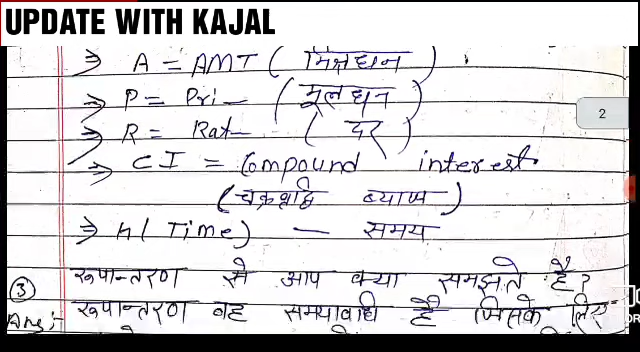 UPDATE WITH KAJAL
⇒ A = AMT (मिश्रधन)
⇒ P = Pri— (मूलधन)
2
⇒ R = Rat— (दर)
⇒ CI = Compound interest
(चक्रवृद्धि ब्याज)
⇒ n (Time) — समय
③ रूपान्तरण से आप क्या समझते है?
Ans:- रूपान्तरण वह समयावधि है जिसके लिए